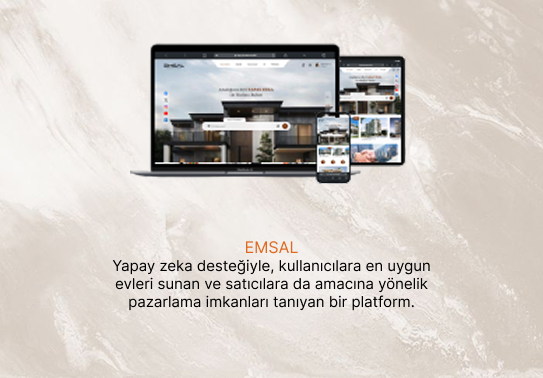 EMSAL
Yapay zeka desteğiyle, kullanıcılara en uygun
evleri sunan ve satıcılara da amacına yönelik
pazarlama imkanları tanıyan bir platform.